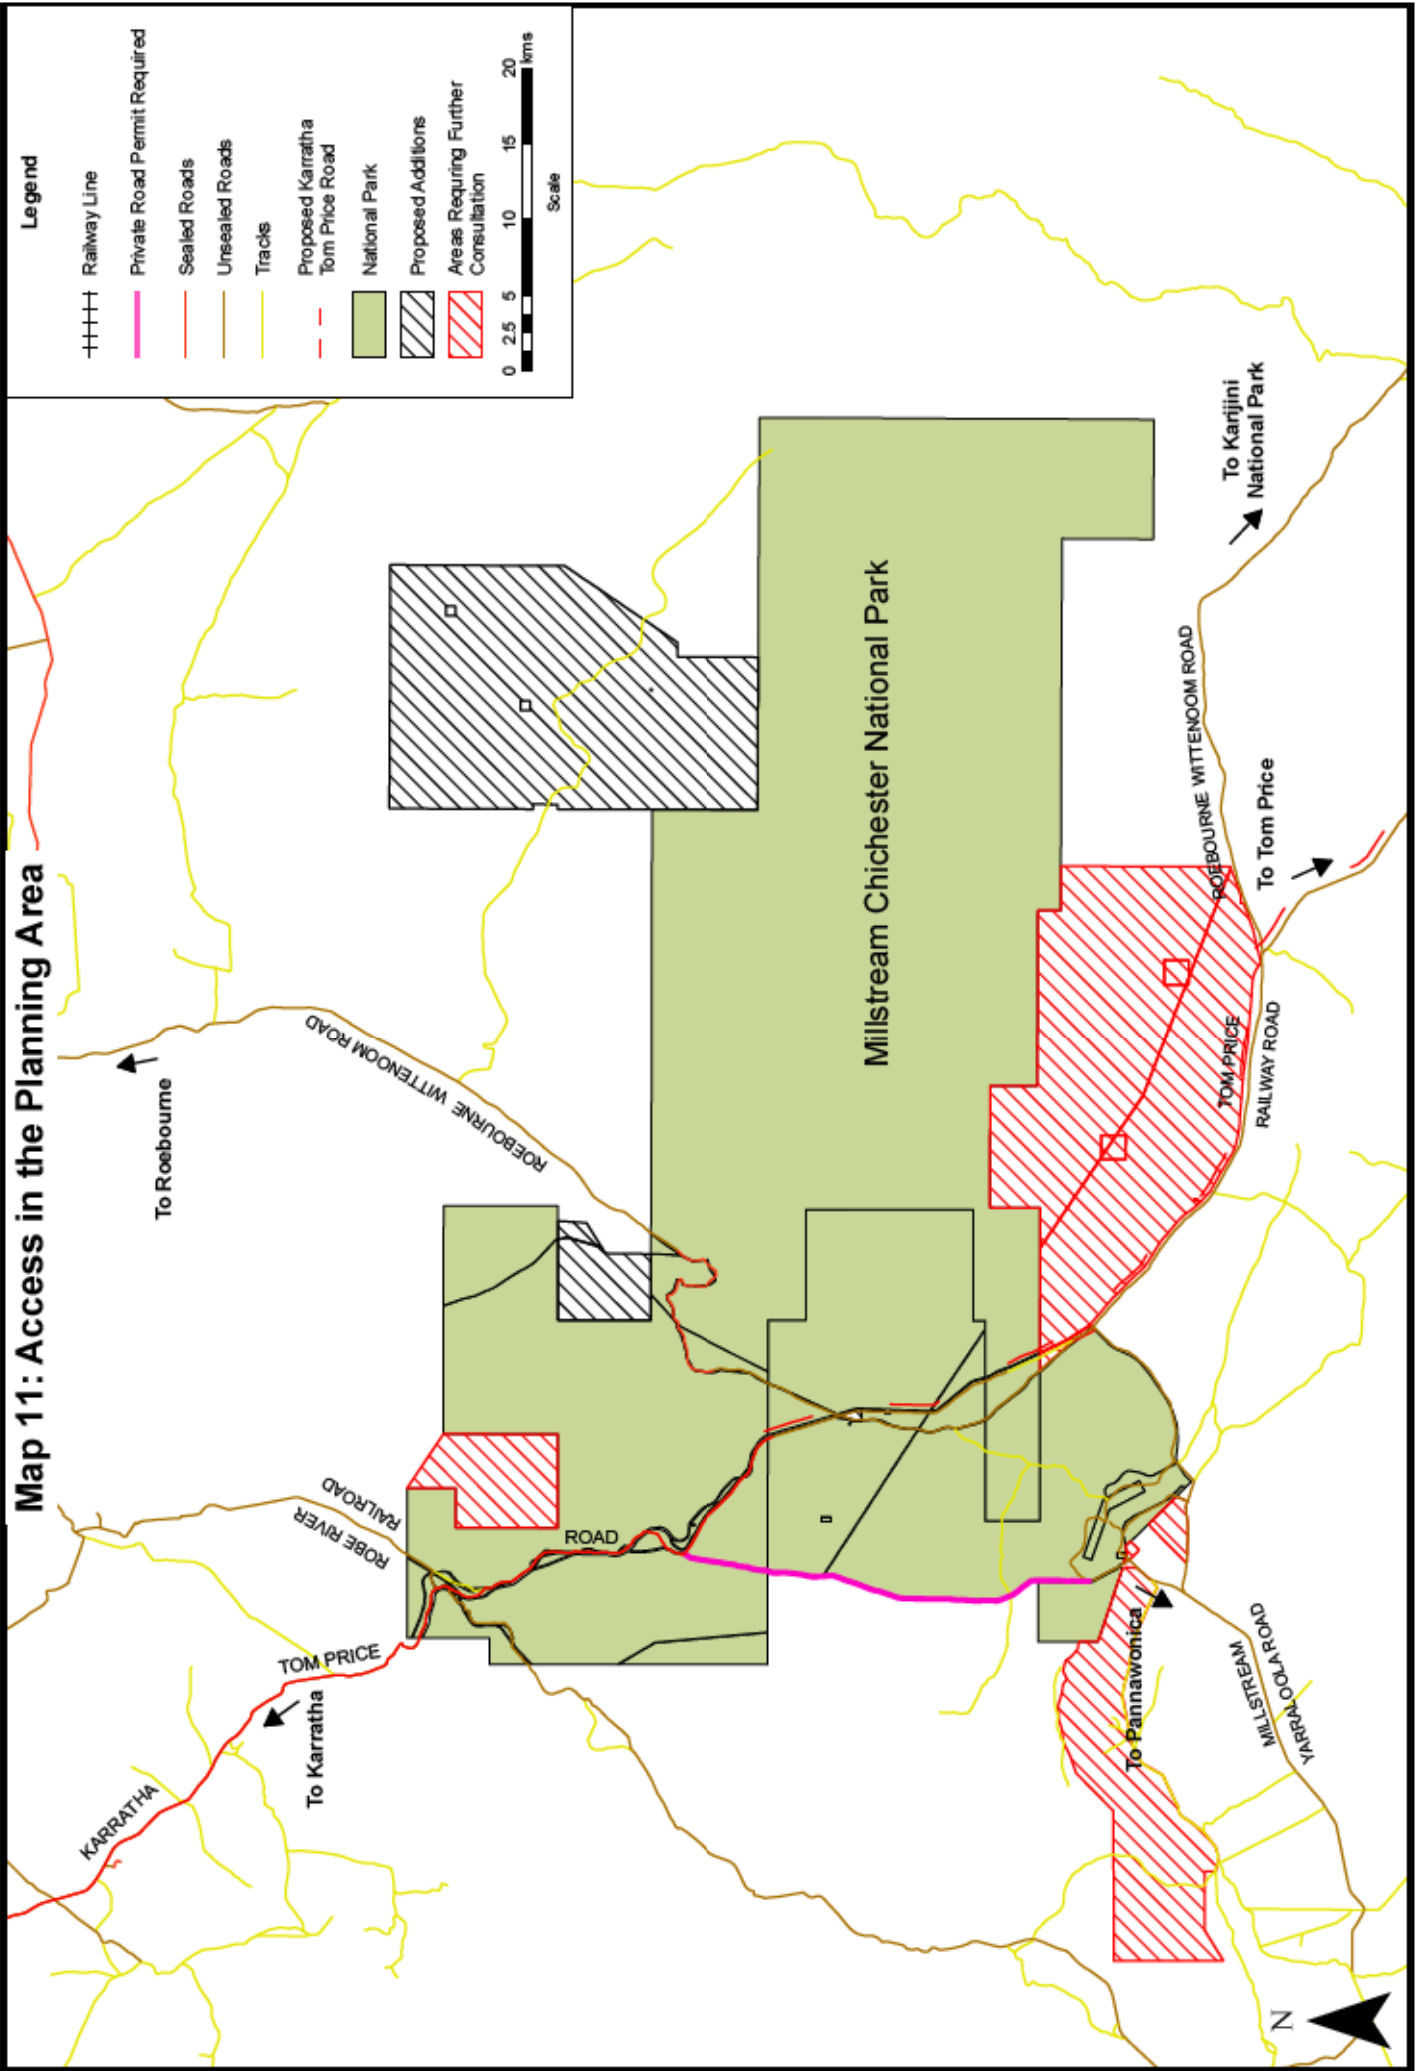 Map 11: Access in the Planning Area
Legend
Railway Line
Private Road Permit Required
Sealed Roads
Unsealed Roads
Tracks
Proposed Karratha
Tom Price Road
National Park
Proposed Additions
Areas Requring Further
Consultation
0 2.5 5 10 15 20
kms
Scale
To Roebourne
ROEBOURNE WITTENOOM ROAD
ROBE RIVER
RAILROAD
KARRATHA
TOM PRICE
ROAD
To Karratha
Millstream Chichester National Park
To Karijini
National Park
ROEBOURNE WITTENOOM ROAD
To Tom Price
TOM PRICE
RAILWAY ROAD
To Pannawonica
MILLSTREAM
YARRALOOLA ROAD
N